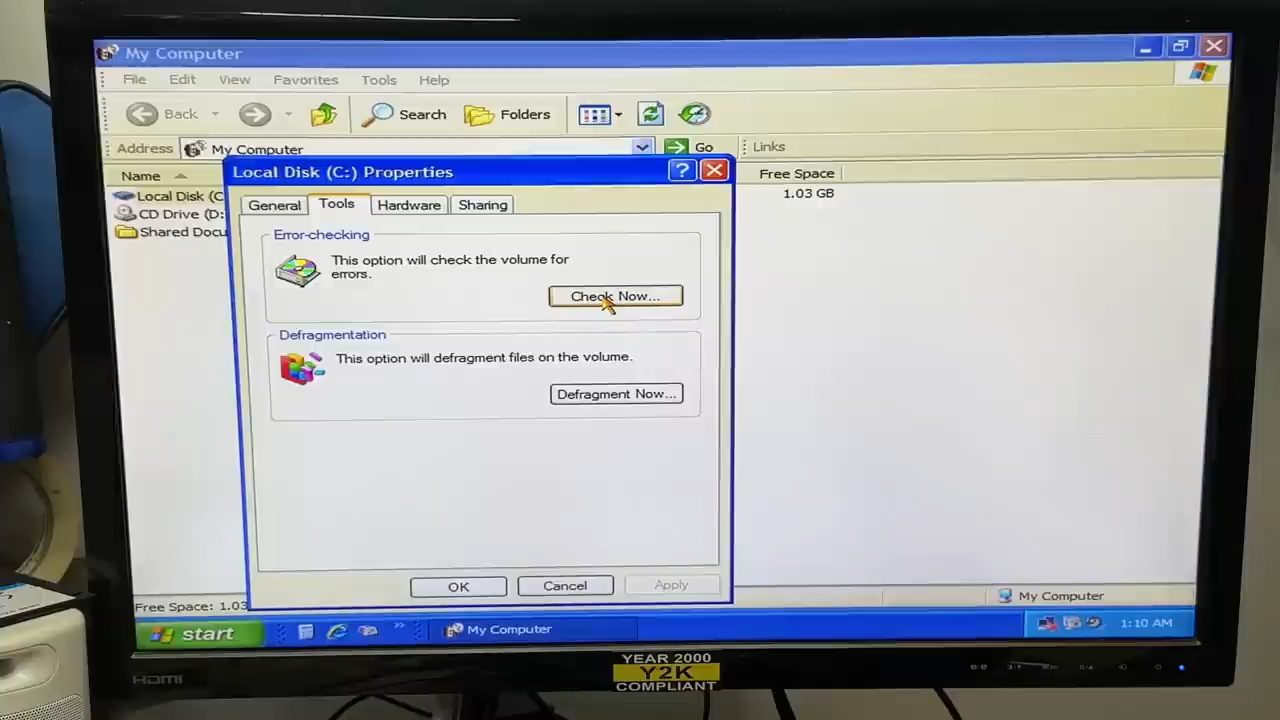 My Computer
File Edit View Favorites Tools Help
Back Search Folders
Address My Computer Go Links
Name Free Space
Local Disk (C 1.03 GB
CD Drive (D:
Shared Docu
Local Disk (C:) Properties
General Tools Hardware Sharing
Error-checking
This option will check the volume for
errors.
Check Now...
Defragmentation
This option will defragment files on the volume.
Defragment Now...
OK Cancel Apply
Free Space: 1.03 My Computer
start My Computer 1:10 AM
HDMI
YEAR 2000
Y2K
COMPLIANT